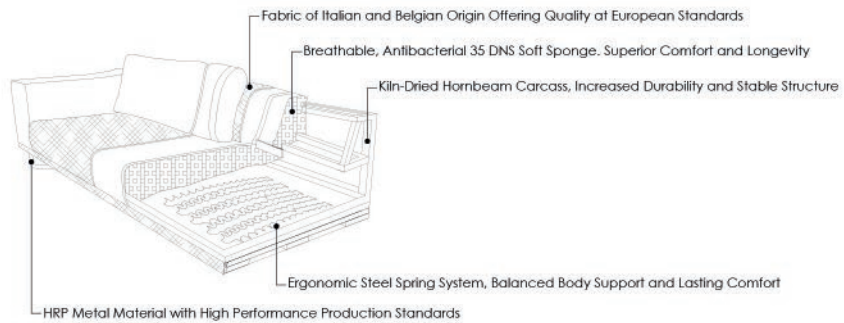 Fabric of Italian and Belgian Origin Offering Quality at European Standards
Breathable, Antibacterial 35 DNS Soft Sponge. Superior Comfort and Longevity
Kiln-Dried Hornbeam Carcass, Increased Durability and Stable Structure
Ergonomic Steel Spring System, Balanced Body Support and Lasting Comfort
HRP Metal Material with High Performance Production Standards